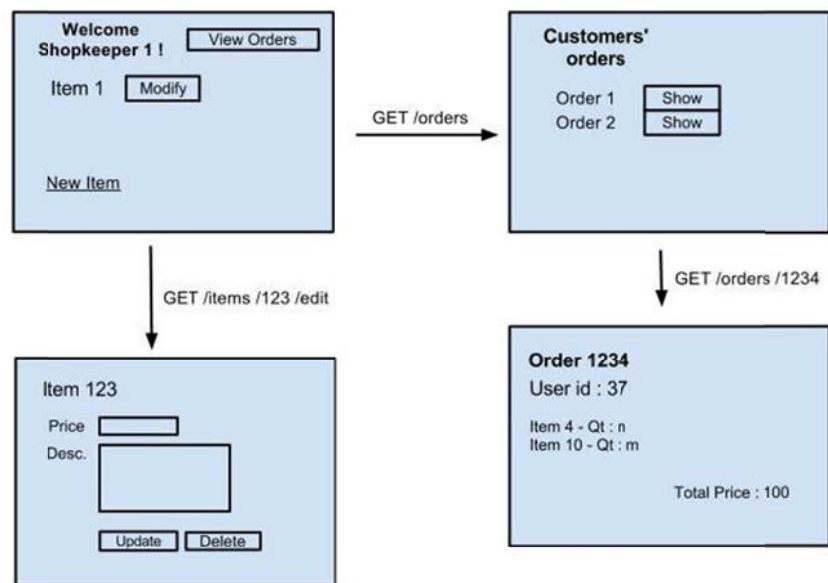 Welcome
Shopkeeper 1 !
View Orders
Item 1
Modify
New Item
GET /orders
Customers'
orders
Order 1
Show
Order 2
Show
GET /items /123 /edit
GET /orders /1234
Item 123
Price
Desc.
Update
Delete
Order 1234
User id : 37
Item 4 - Qt : n
Item 10 - Qt : m
Total Price : 100